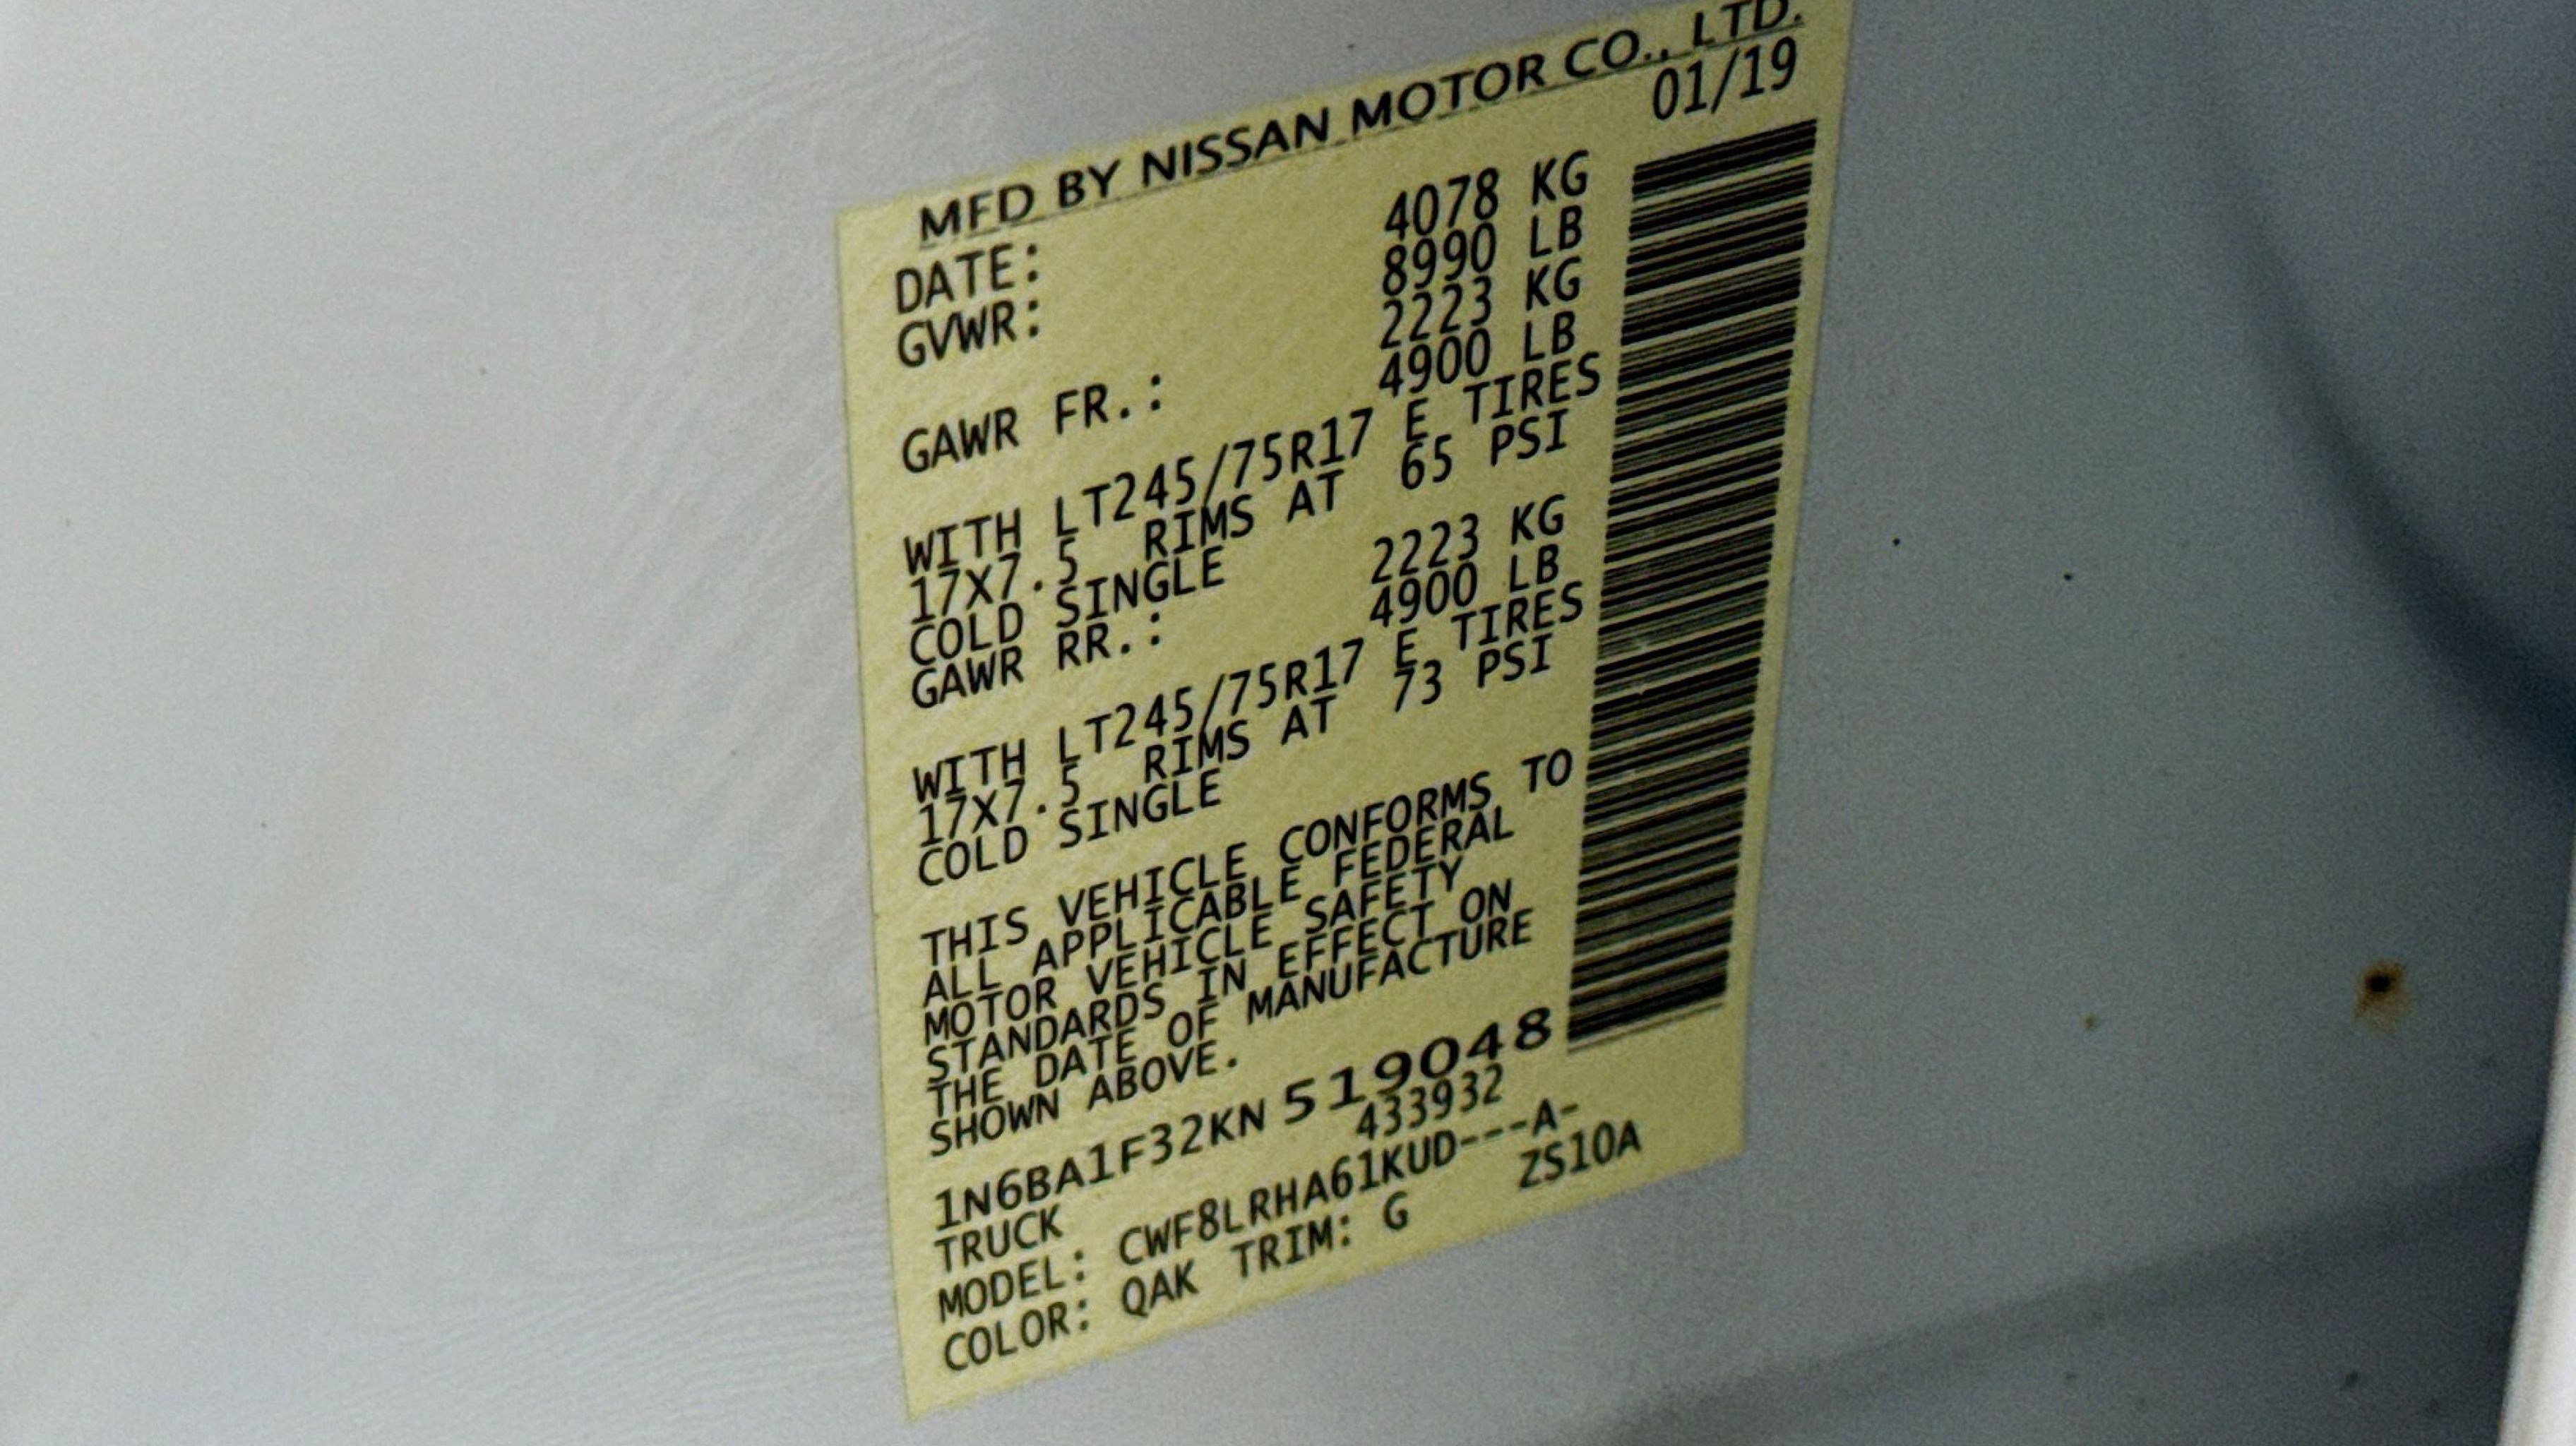 MFD BY NISSAN MOTOR CO., LTD.
DATE: 01/19
GVWR: 4078 KG
8990 LB
GAWR FR.: 2223 KG
4900 LB
WITH LT245/75R17 E TIRES
17X7.5 RIMS AT 65 PSI
COLD SINGLE
GAWR RR.: 2223 KG
4900 LB
WITH LT245/75R17 E TIRES
17X7.5 RIMS AT 73 PSI
COLD SINGLE
THIS VEHICLE CONFORMS TO
ALL APPLICABLE FEDERAL
MOTOR VEHICLE SAFETY
STANDARDS IN EFFECT ON
THE DATE OF MANUFACTURE
SHOWN ABOVE.
1N6BA1F32KN 519048
TRUCK 433932
MODEL: CWF8LRHA61KUD---A-
COLOR: QAK TRIM: G ZS10A